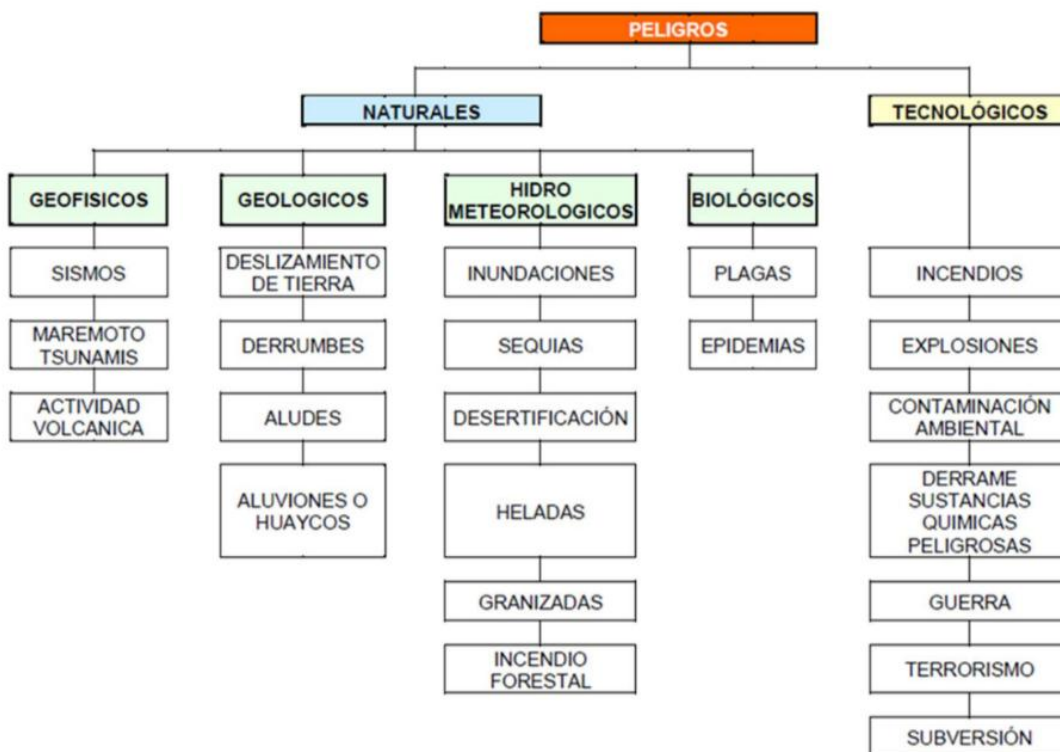 PELIGROS
NATURALES
TECNOLÓGICOS
GEOFISICOS
GEOLOGICOS
HIDRO
METEOROLOGICOS
BIOLÓGICOS
SISMOS
MAREMOTO
TSUNAMIS
ACTIVIDAD
VOLCANICA
DESLIZAMIENTO
DE TIERRA
DERRUMBES
ALUDES
ALUVIONES O
HUAYCOS
INUNDACIONES
SEQUIAS
DESERTIFICACIÓN
HELADAS
GRANIZADAS
INCENDIO
FORESTAL
PLAGAS
EPIDEMIAS
INCENDIOS
EXPLOSIONES
CONTAMINACIÓN
AMBIENTAL
DERRAME
SUSTANCIAS
QUIMICAS
PELIGROSAS
GUERRA
TERRORISMO
SUBVERSIÓN